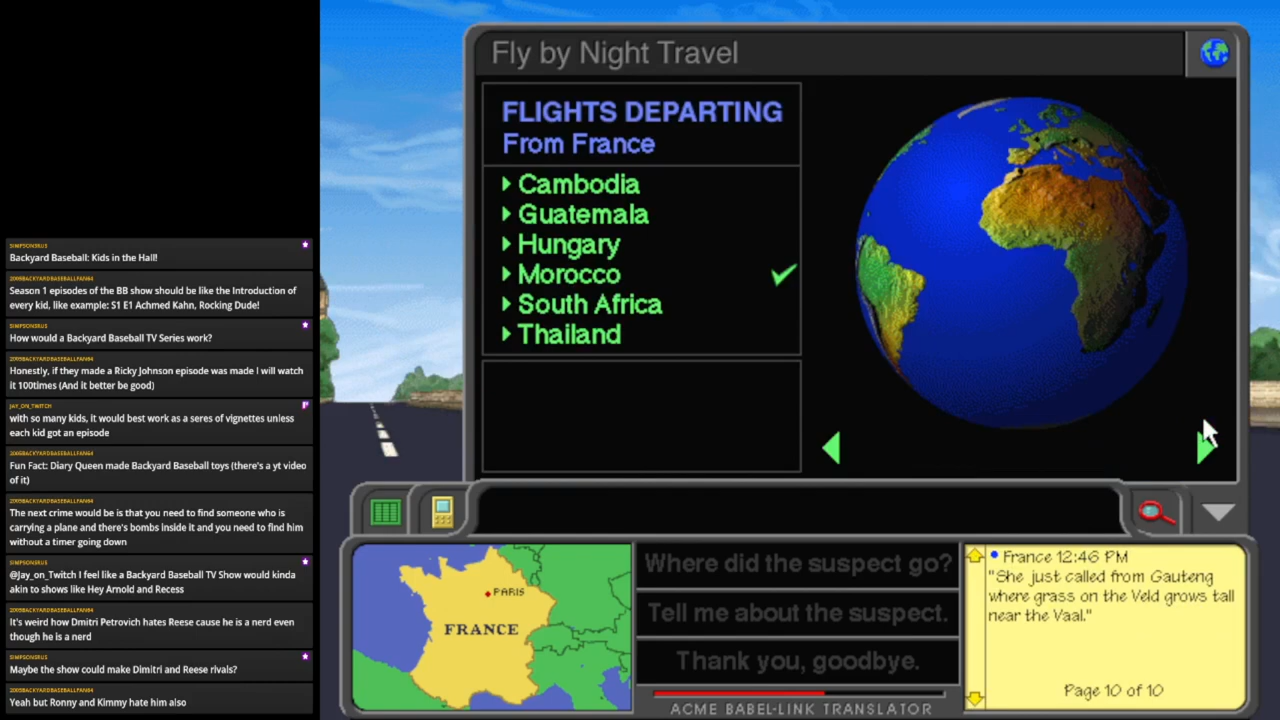 SIMPSONSRUS
Backyard Baseball: Kids in the Hall!
2005BACKYARDBASEBALLFAN64
Season 1 episodes of the BB show should be like the Introduction of
every kid, like example: S1 E1 Achmed Kahn, Rocking Dude!
SIMPSONSRUS
How would a Backyard Baseball TV Series work?
2005BACKYARDBASEBALLFAN64
Honestly, if they made a Ricky Johnson episode was made I will watch
it 100times (And it better be good)
JAY_ON_TWITCH
with so many kids, it would best work as a seres of vignettes unless
each kid got an episode
2005BACKYARDBASEBALLFAN64
Fun Fact: Diary Queen made Backyard Baseball toys (there's a yt video
of it)
2005BACKYARDBASEBALLFAN64
The next crime would be is that you need to find someone who is
carrying a plane and there's bombs inside it and you need to find him
without a timer going down
SIMPSONSRUS
@Jay_on_Twitch I feel like a Backyard Baseball TV Show would kinda
akin to shows like Hey Arnold and Recess
2005BACKYARDBASEBALLFAN64
It's weird how Dmitri Petrovich hates Reese cause he is a nerd even
though he is a nerd
SIMPSONSRUS
Maybe the show could make Dimitri and Reese rivals?
2005BACKYARDBASEBALLFAN64
Yeah but Ronny and Kimmy hate him also
Fly by Night Travel
FLIGHTS DEPARTING
From France
Cambodia
Guatemala
Hungary
Morocco
South Africa
Thailand
PARIS
FRANCE
Where did the suspect go?
Tell me about the suspect.
Thank you, goodbye.
ACME BABEL-LINK TRANSLATOR
France 12:46 PM
"She just called from Gauteng
where grass on the Veld grows tall
near the Vaal."
Page 10 of 10